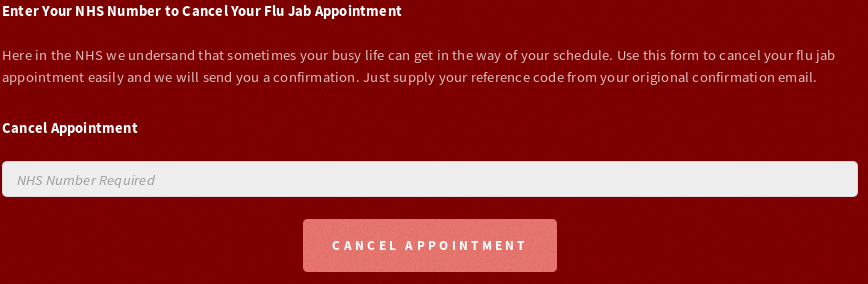 Enter Your NHS Number to Cancel Your Flu Jab Appointment
Here in the NHS we undersand that sometimes your busy life can get in the way of your schedule. Use this form to cancel your flu jab
appointment easily and we will send you a confirmation. Just supply your reference code from your origional confirmation email.
Cancel Appointment
NHS Number Required
CANCEL APPOINTMENT